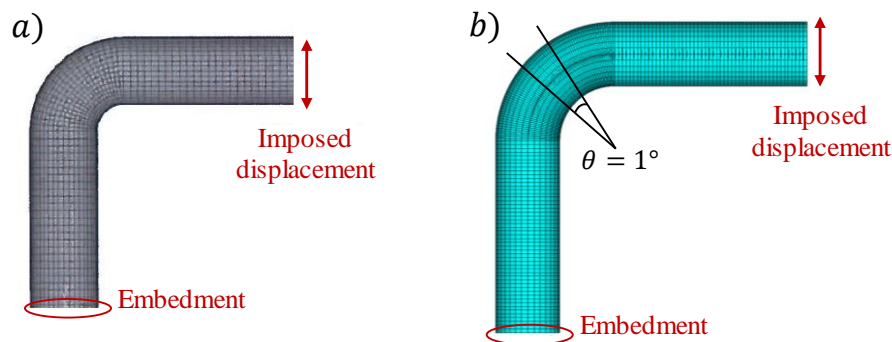 a)
Imposed
displacement
Embedment
b)
θ = 1°
Imposed
displacement
Embedment